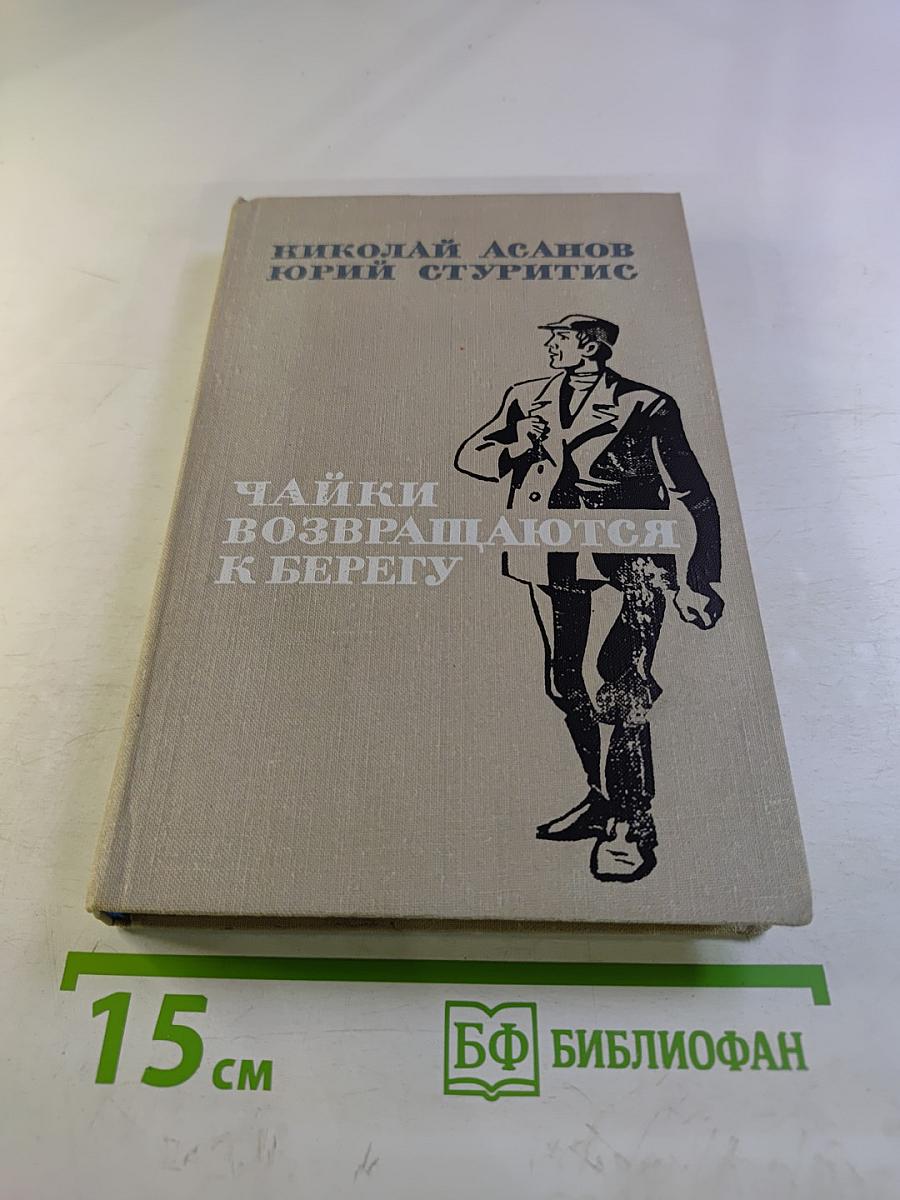 НИКОЛАЙ АСАНОВ
ЮРИЙ СТУРИТИС
ЧАЙКИ
ВОЗВРАЩАЮТСЯ
К БЕРЕГУ
15 см
БФ БИБЛИОФАН